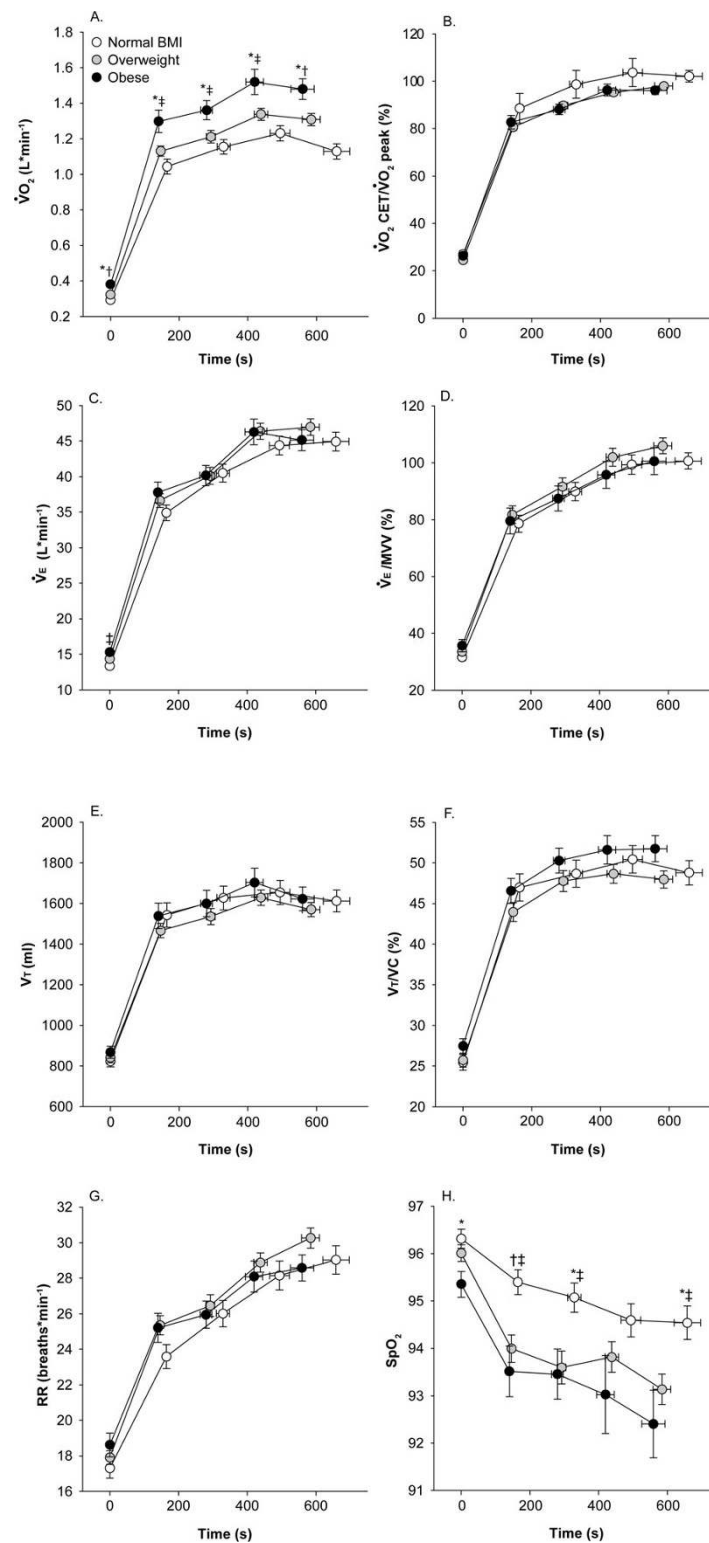 A.
Normal BMI
Overweight
Obese
V̇O₂ (L*min⁻¹)
1.8
1.6
1.4
1.2
1.0
0.8
0.6
0.4
0.2
*†
*‡
*‡
*‡
*†
0 200 400 600
Time (s)
B.
V̇O₂ CET/V̇O₂ peak (%)
120
100
80
60
40
20
0
0 200 400 600
Time (s)
C.
V̇E (L*min⁻¹)
50
45
40
35
30
25
20
15
10
‡
0 200 400 600
Time (s)
D.
V̇E /MVV (%)
120
100
80
60
40
20
0 200 400 600
Time (s)
E.
VT (ml)
2000
1800
1600
1400
1200
1000
800
600
0 200 400 600
Time (s)
F.
VT/VC (%)
60
55
50
45
40
35
30
25
20
0 200 400 600
Time (s)
G.
RR (breaths*min⁻¹)
32
30
28
26
24
22
20
18
16
0 200 400 600
Time (s)
H.
SpO₂
97
96
95
94
93
92
91
*
†‡
*‡
*‡
0 200 400 600
Time (s)